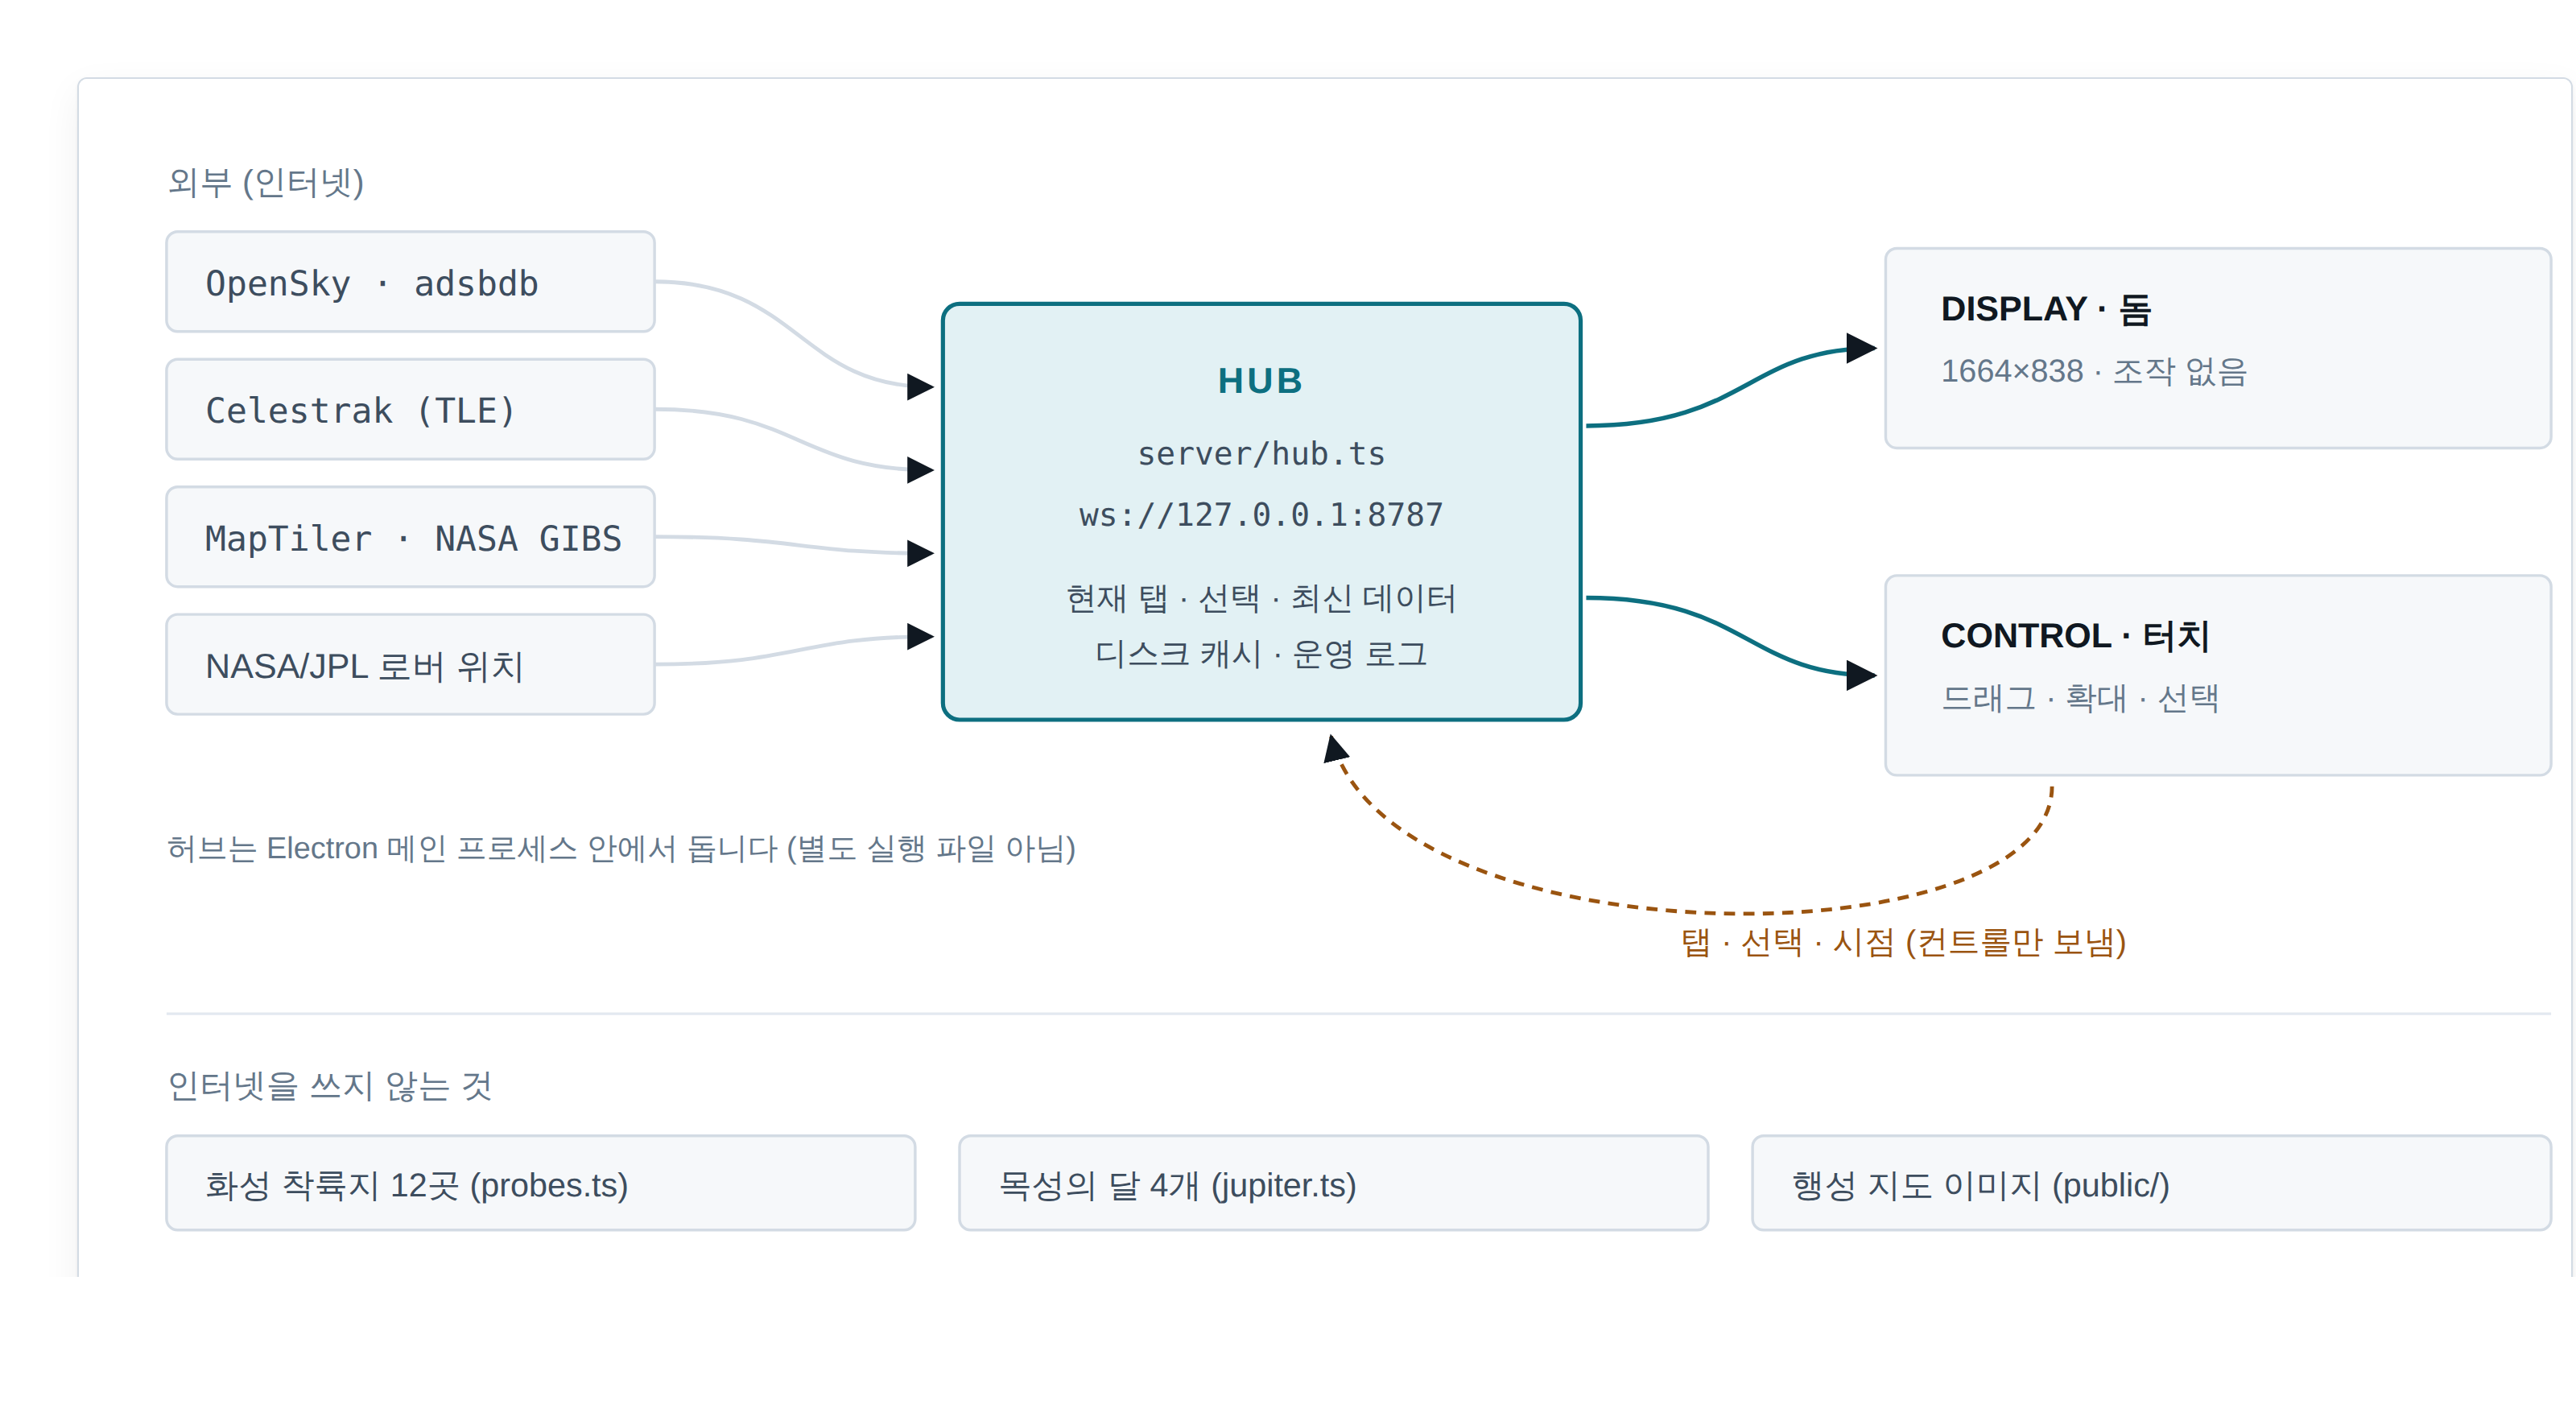 외부 (인터넷)
OpenSky · adsbdb
Celestrak (TLE)
MapTiler · NASA GIBS
NASA/JPL 로버 위치
HUB
server/hub.ts
ws://127.0.0.1:8787
현재 탭 · 선택 · 최신 데이터
디스크 캐시 · 운영 로그
DISPLAY · 돔
1664×838 · 조작 없음
CONTROL · 터치
드래그 · 확대 · 선택
허브는 Electron 메인 프로세스 안에서 돕니다 (별도 실행 파일 아님)
탭 · 선택 · 시점 (컨트롤만 보냄)
인터넷을 쓰지 않는 것
화성 착륙지 12곳 (probes.ts)
목성의 달 4개 (jupiter.ts)
행성 지도 이미지 (public/)